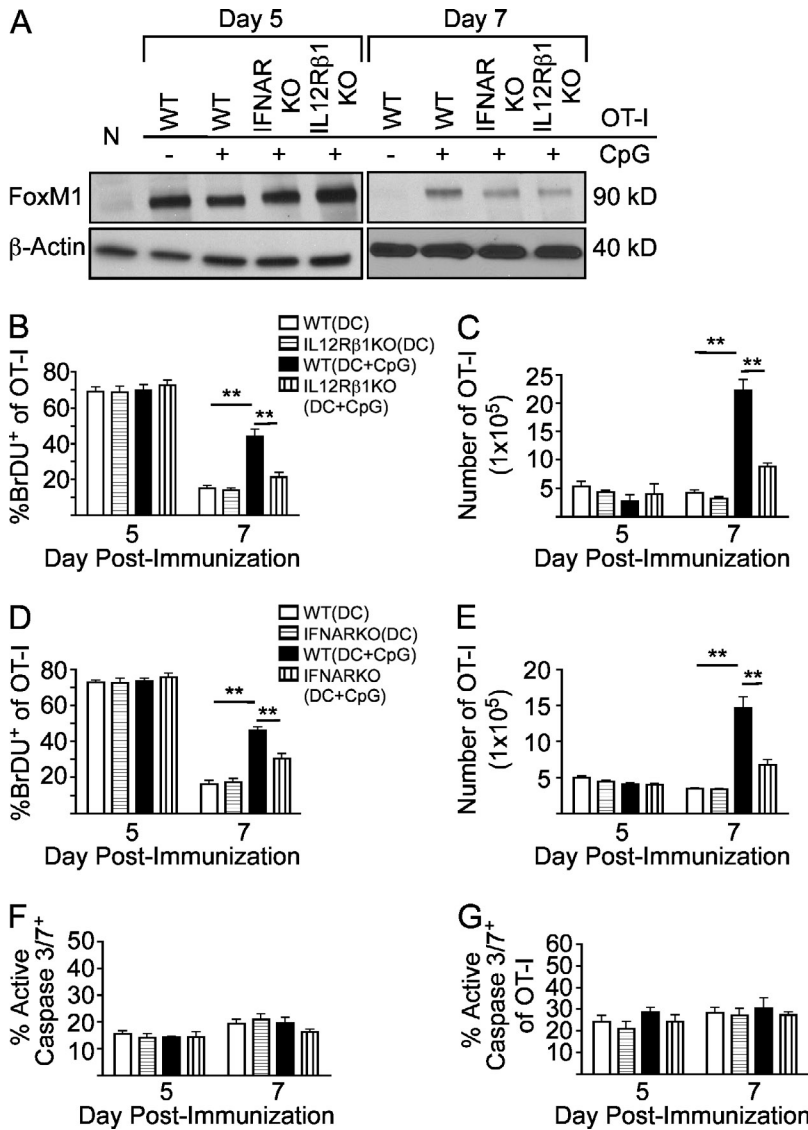 A
Day 5
Day 7
N
WT
WT
IFNAR KO
IL12Rβ1 KO
WT
WT
IFNAR KO
IL12Rβ1 KO
OT-I
- + + + - + + + CpG
FoxM1 90 kD
β-Actin 40 kD
B
WT(DC)
IL12Rβ1KO(DC)
WT(DC+CpG)
IL12Rβ1KO
(DC+CpG)
%BrDU+ of OT-I
80
60
40
20
**
**
5 7
Day Post-Immunization
C
Number of OT-I
(1x10⁵)
25
20
15
10
5
**
**
5 7
Day Post-Immunization
D
WT(DC)
IFNARKO(DC)
WT(DC+CpG)
IFNARKO
(DC+CpG)
%BrDU+ of OT-I
80
60
40
20
**
**
5 7
Day Post-Immunization
E
Number of OT-I
(1x10⁵)
20
15
10
5
**
**
5 7
Day Post-Immunization
F
% Active
Caspase 3/7+
50
40
30
20
10
5 7
Day Post-Immunization
G
% Active
Caspase 3/7+
of OT-I
60
50
40
30
20
10
5 7
Day Post-Immunization